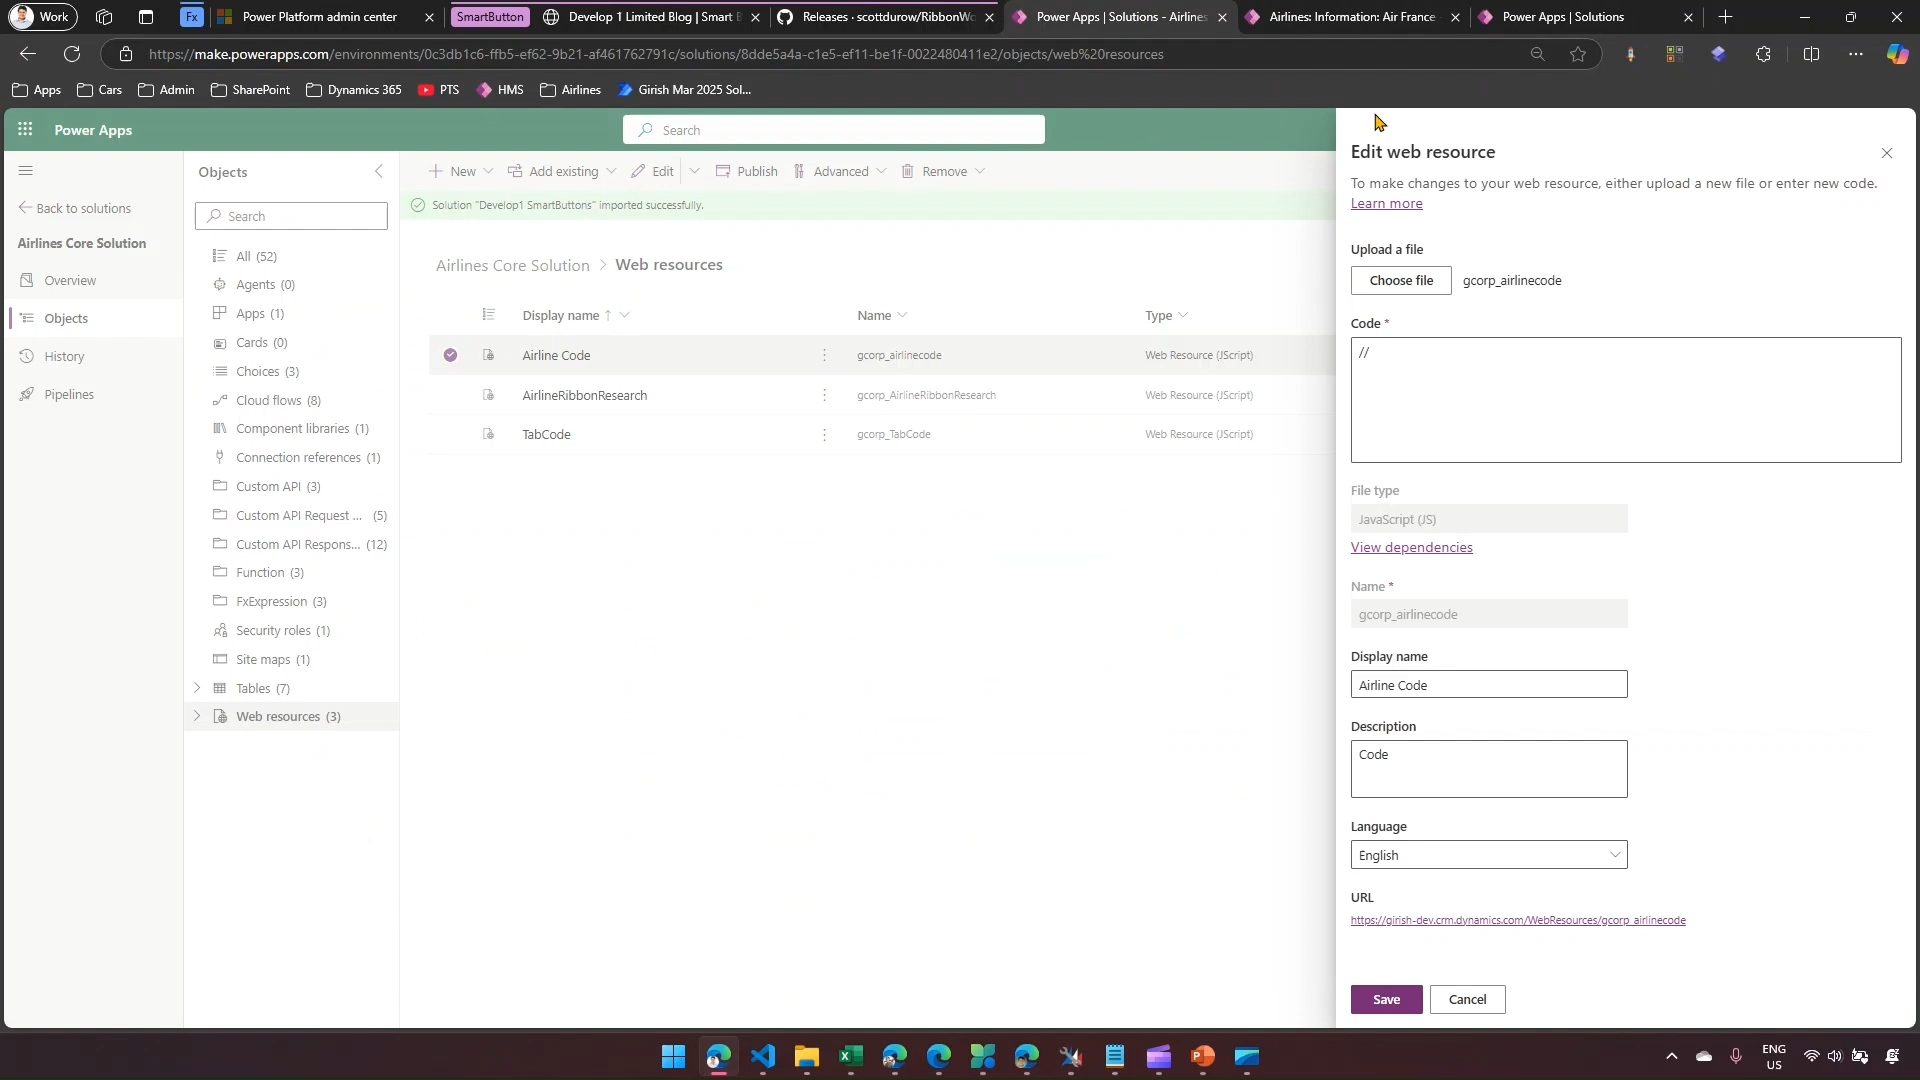 Work
Fx
Power Platform admin center
SmartButton
Develop 1 Limited Blog | Smart B
Releases · scottdurow/RibbonWo
Power Apps | Solutions - Airlines
Airlines: Information: Air France
Power Apps | Solutions
https://make.powerapps.com/environments/0c3db1c6-ffb5-ef62-9b21-af461762791c/solutions/8dde5a4a-c1e5-ef11-be1f-0022480411e2/objects/web%20resources
Apps
Cars
Admin
SharePoint
Dynamics 365
PTS
HMS
Airlines
Girish Mar 2025 Sol...
Power Apps
Search
Back to solutions
Airlines Core Solution
Overview
Objects
History
Pipelines
Objects
Search
All (52)
Agents (0)
Apps (1)
Cards (0)
Choices (3)
Cloud flows (8)
Component libraries (1)
Connection references (1)
Custom API (3)
Custom API Request ... (5)
Custom API Respons... (12)
Function (3)
FxExpression (3)
Security roles (1)
Site maps (1)
Tables (7)
Web resources (3)
New
Add existing
Edit
Publish
Advanced
Remove
Solution "Develop1 SmartButtons" imported successfully.
Airlines Core Solution > Web resources
Display name ↑
Name
Type
Airline Code
gcorp_airlinecode
Web Resource (JScript)
AirlineRibbonResearch
gcorp_AirlineRibbonResearch
Web Resource (JScript)
TabCode
gcorp_TabCode
Web Resource (JScript)
Edit web resource
To make changes to your web resource, either upload a new file or enter new code.
Learn more
Upload a file
Choose file
gcorp_airlinecode
Code *
//
File type
JavaScript (JS)
View dependencies
Name *
gcorp_airlinecode
Display name
Airline Code
Description
Code
Language
English
URL
https://girish-dev.crm.dynamics.com/WebResources/gcorp_airlinecode
Save
Cancel
ENG
US